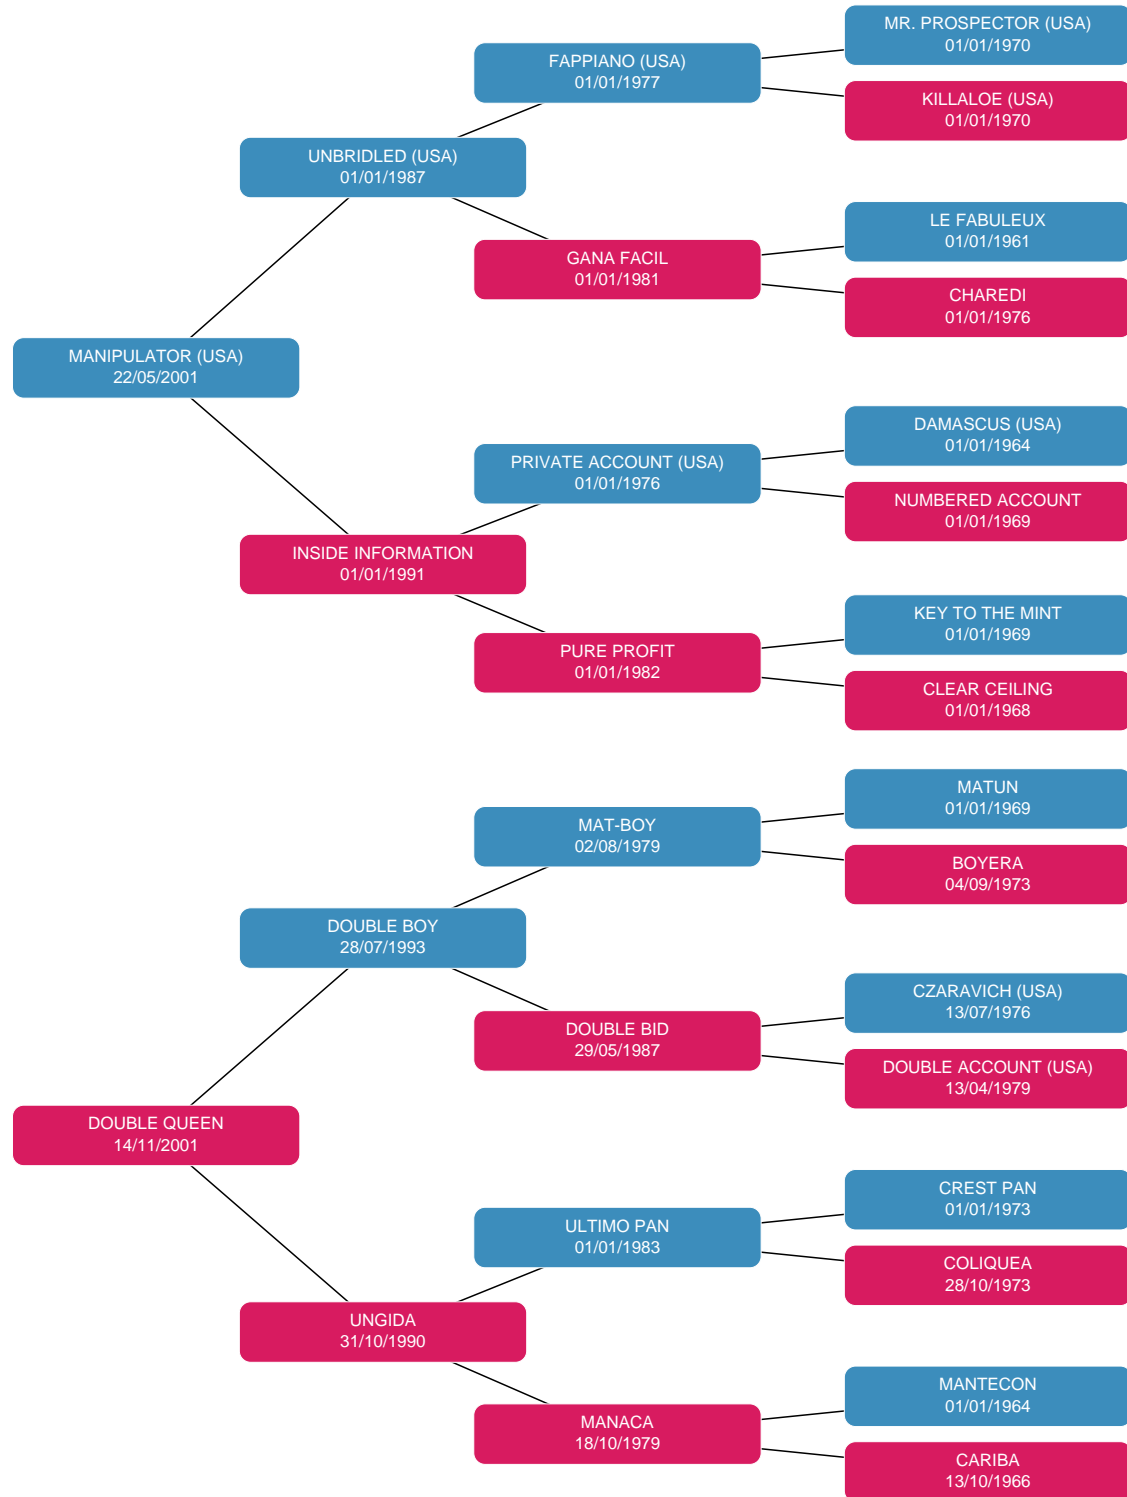 MR. PROSPECTOR (USA)
01/01/1970
FAPPIANO (USA)
01/01/1977
KILLALOE (USA)
01/01/1970
UNBRIDLED (USA)
01/01/1987
LE FABULEUX
01/01/1961
GANA FACIL
01/01/1981
CHAREDI
01/01/1976
MANIPULATOR (USA)
22/05/2001
DAMASCUS (USA)
01/01/1964
PRIVATE ACCOUNT (USA)
01/01/1976
NUMBERED ACCOUNT
01/01/1969
INSIDE INFORMATION
01/01/1991
KEY TO THE MINT
01/01/1969
PURE PROFIT
01/01/1982
CLEAR CEILING
01/01/1968
MATUN
01/01/1969
MAT-BOY
02/08/1979
BOYERA
04/09/1973
DOUBLE BOY
28/07/1993
CZARAVICH (USA)
13/07/1976
DOUBLE BID
29/05/1987
DOUBLE ACCOUNT (USA)
13/04/1979
DOUBLE QUEEN
14/11/2001
CREST PAN
01/01/1973
ULTIMO PAN
01/01/1983
COLIQUEA
28/10/1973
UNGIDA
31/10/1990
MANTECON
01/01/1964
MANACA
18/10/1979
CARIBA
13/10/1966